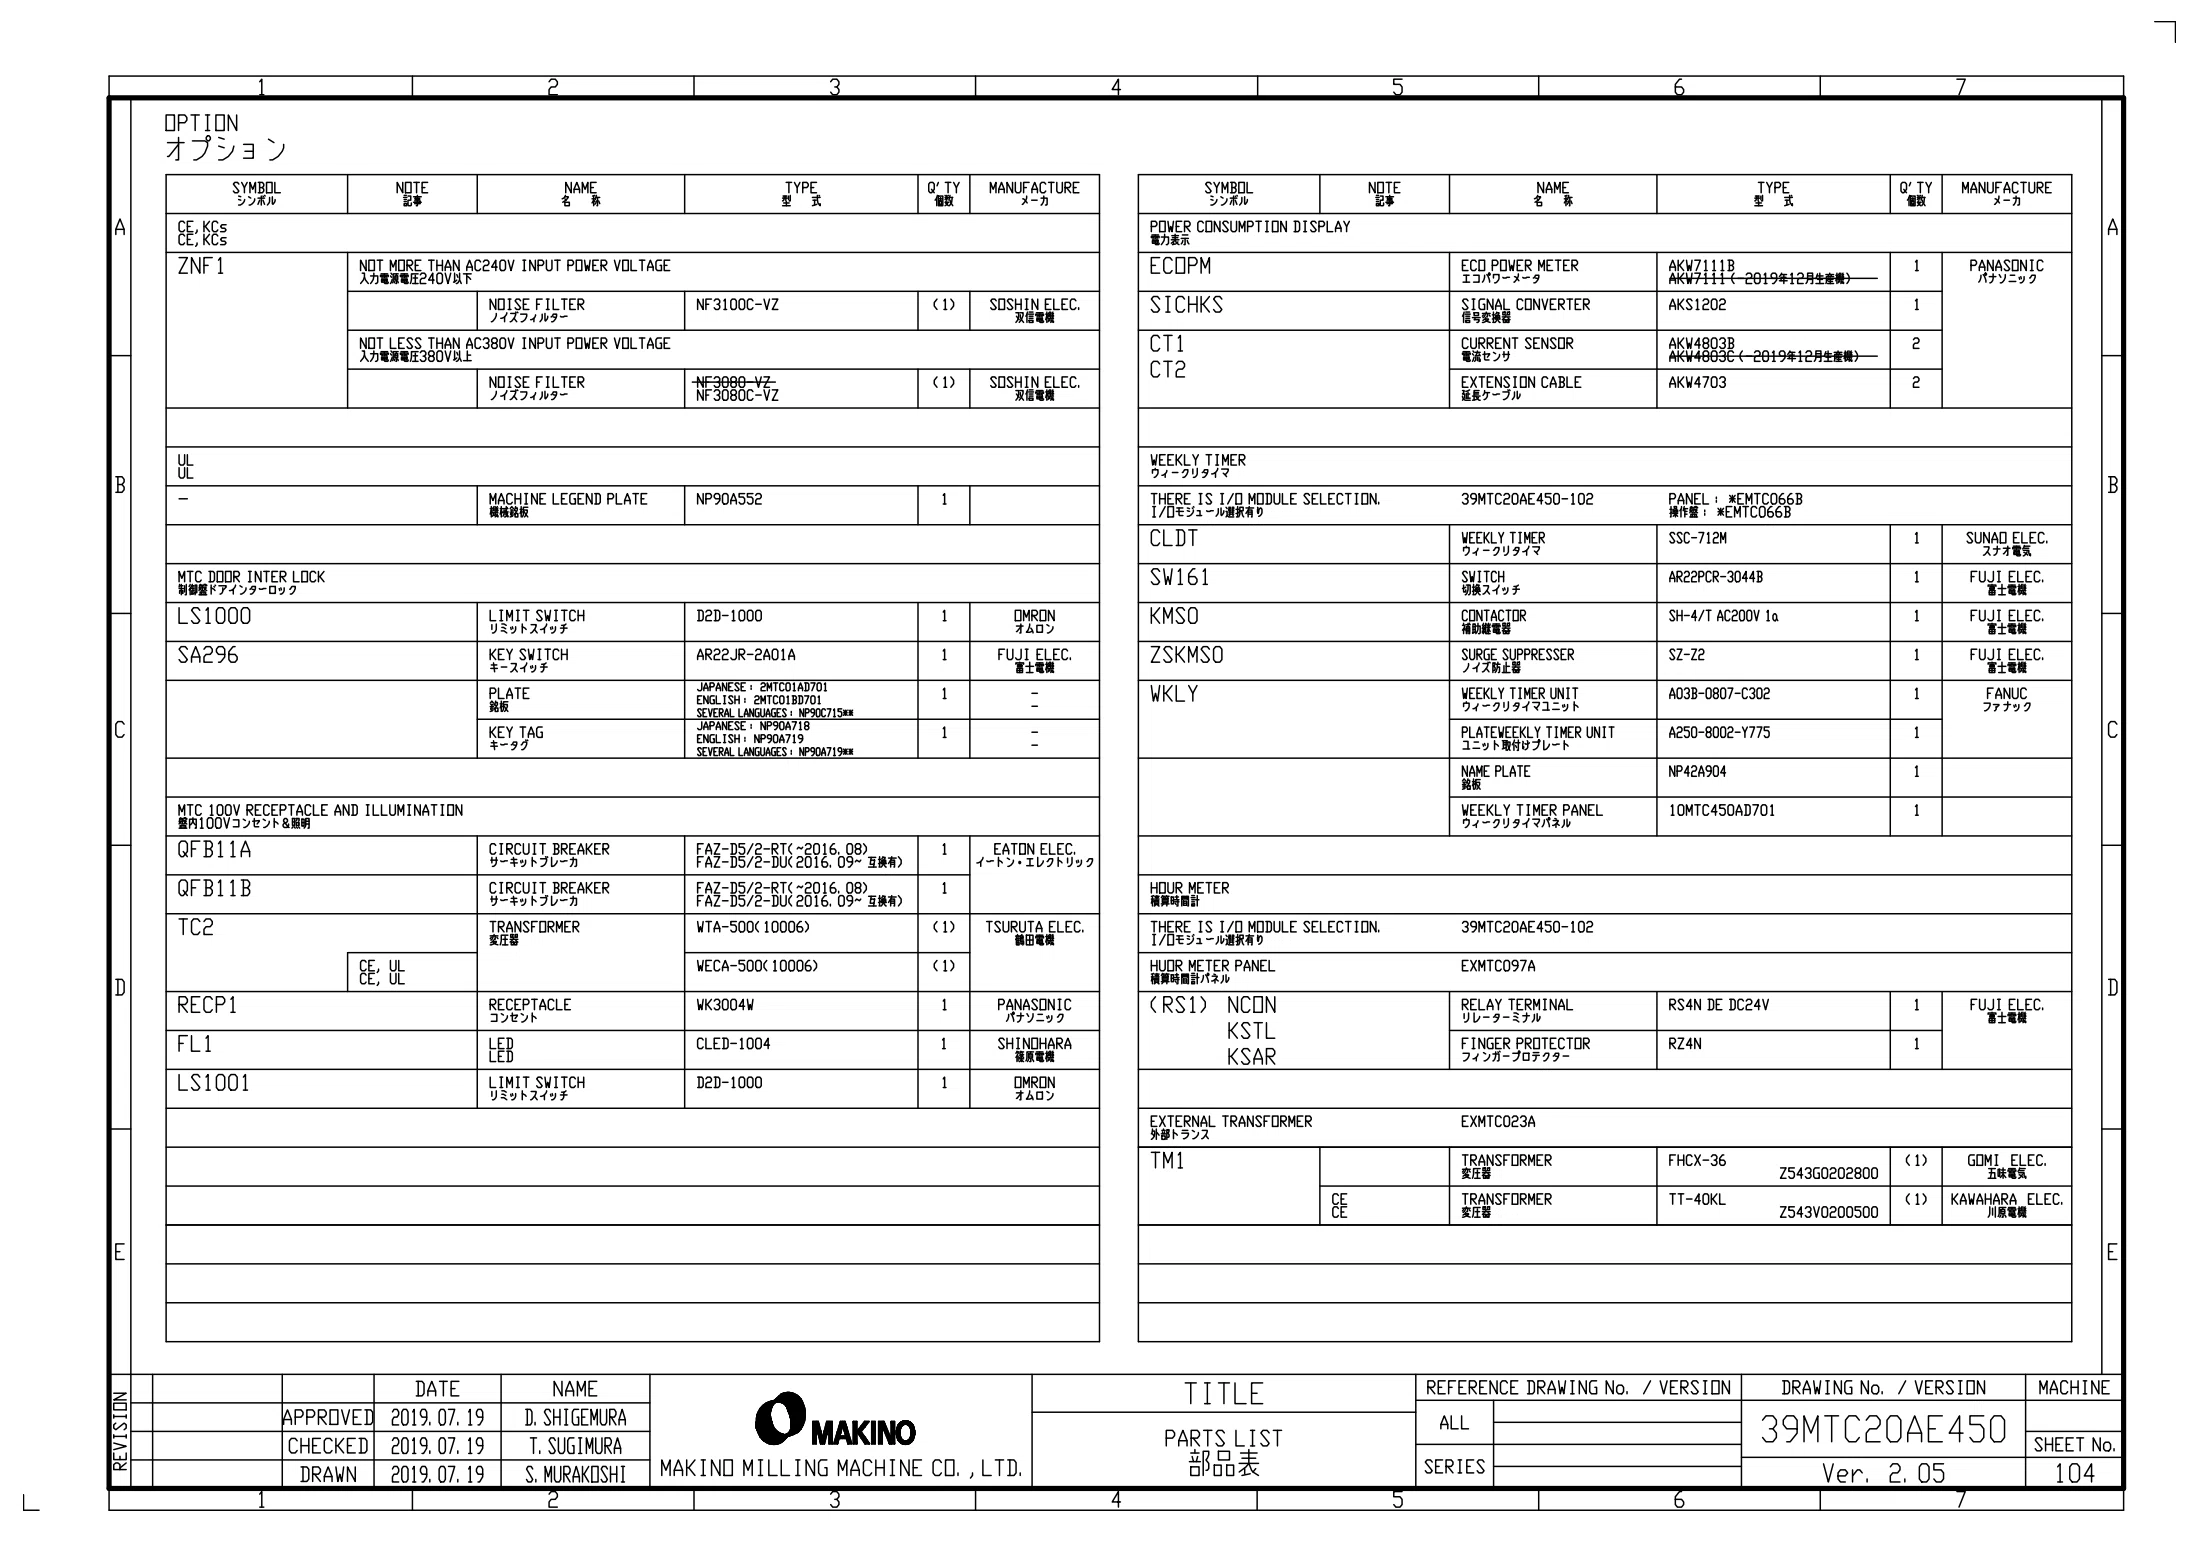 1 2 3 4 5 6 7
OPTION
オプション
SYMBOL NOTE NAME TYPE Q'TY MANUFACTURE
シンボル 記事 名 称 型 式 個数 メーカ
CE,KCs
CE,KCs
ZNF1 NOT MORE THAN AC240V INPUT POWER VOLTAGE
入力電源電圧240V以下
NOISE FILTER NF3100C-VZ (1) SOSHIN ELEC.
ノイズフィルター 双信電機
NOT LESS THAN AC380V INPUT POWER VOLTAGE
入力電源電圧380V以上
NOISE FILTER NF3080-VZ (1) SOSHIN ELEC.
ノイズフィルター NF3080C-VZ 双信電機
UL
UL
- MACHINE LEGEND PLATE NP90A552 1
機械銘板
MTC DOOR INTER LOCK
制御盤ドアインターロック
LS1000 LIMIT SWITCH D2D-1000 1 OMRON
リミットスイッチ オムロン
SA296 KEY SWITCH AR22JR-2A01A 1 FUJI ELEC.
キースイッチ 富士電機
PLATE JAPANESE: 2MTC01AD701 1 -
銘板 ENGLISH: 2MTC01BD701 -
SEVERAL LANGUAGES: NP90C715**
KEY TAG JAPANESE: NP90A718 1 -
キータグ ENGLISH: NP90A719 -
SEVERAL LANGUAGES: NP90A719**
MTC 100V RECEPTACLE AND ILLUMINATION
盤内100Vコンセント&照明
QFB11A CIRCUIT BREAKER FAZ-D5/2-RT(~2016.08) 1 EATON ELEC.
サーキットブレーカ FAZ-D5/2-DU(2016.09~ 互換有) イートン・エレクトリック
QFB11B CIRCUIT BREAKER FAZ-D5/2-RT(~2016.08) 1
サーキットブレーカ FAZ-D5/2-DU(2016.09~ 互換有)
TC2 TRANSFORMER WTA-500(10006) (1) TSURUTA ELEC.
変圧器 鶴田電機
CE, UL WECA-500(10006) (1)
CE, UL
RECP1 RECEPTACLE WK3004W 1 PANASONIC
コンセント パナソニック
FL1 LED CLED-1004 1 SHINOHARA
LED 篠原電機
LS1001 LIMIT SWITCH D2D-1000 1 OMRON
リミットスイッチ オムロン
SYMBOL NOTE NAME TYPE Q'TY MANUFACTURE
シンボル 記事 名 称 型 式 個数 メーカ
POWER CONSUMPTION DISPLAY
電力表示
ECOPM ECO POWER METER AKW7111B 1 PANASONIC
エコパワーメータ AKW7111(-2019年12月生産機) パナソニック
SICHKS SIGNAL CONVERTER AKS1202 1
信号変換器
CT1 CURRENT SENSOR AKW4803B 2
電流センサ AKW4803C(-2019年12月生産機)
CT2 EXTENSION CABLE AKW4703 2
延長ケーブル
WEEKLY TIMER
ウィークリタイマ
THERE IS I/O MODULE SELECTION. 39MTC20AE450-102 PANEL: *EMTC066B
I/Oモジュール選択有り 操作盤: *EMTC066B
CLDT WEEKLY TIMER SSC-712M 1 SUNAO ELEC.
ウィークリタイマ スナオ電気
SW161 SWITCH AR22PCR-3044B 1 FUJI ELEC.
切換スイッチ 富士電機
KMS0 CONTACTOR SH-4/T AC200V 1a 1 FUJI ELEC.
補助継電器 富士電機
ZSKMS0 SURGE SUPPRESSER SZ-Z2 1 FUJI ELEC.
ノイズ防止器 富士電機
WKLY WEEKLY TIMER UNIT A03B-0807-C302 1 FANUC
ウィークリタイマユニット ファナック
PLATEWEEKLY TIMER UNIT A250-8002-Y775 1
ユニット取付けプレート
NAME PLATE NP42A904 1
銘板
WEEKLY TIMER PANEL 10MTC450AD701 1
ウィークリタイマパネル
HOUR METER
積算時間計
THERE IS I/O MODULE SELECTION. 39MTC20AE450-102
I/Oモジュール選択有り
HUOR METER PANEL EXMTC097A
積算時間計パネル
(RS1) NCON RELAY TERMINAL RS4N DE DC24V 1 FUJI ELEC.
リレーターミナル 富士電機
KSTL
KSAR FINGER PROTECTOR RZ4N 1
フィンガープロテクター
EXTERNAL TRANSFORMER EXMTC023A
外部トランス
TM1 TRANSFORMER FHCX-36 (1) GOMI ELEC.
変圧器 Z543G0202800 五味電気
CE TRANSFORMER TT-40KL (1) KAWAHARA ELEC.
CE 変圧器 Z543V0200500 川原電機
A A
B B
C C
D D
E E
REVISION
DATE NAME
APPROVED 2019.07.19 D. SHIGEMURA
CHECKED 2019.07.19 T. SUGIMURA
DRAWN 2019.07.19 S. MURAKOSHI
MAKINO
MAKINO MILLING MACHINE CO.,LTD.
TITLE
PARTS LIST
部品表
REFERENCE DRAWING No. / VERSION
ALL
SERIES
DRAWING No. / VERSION
39MTC20AE450
Ver. 2.05
MACHINE
SHEET No.
104
1 2 3 4 5 6 7